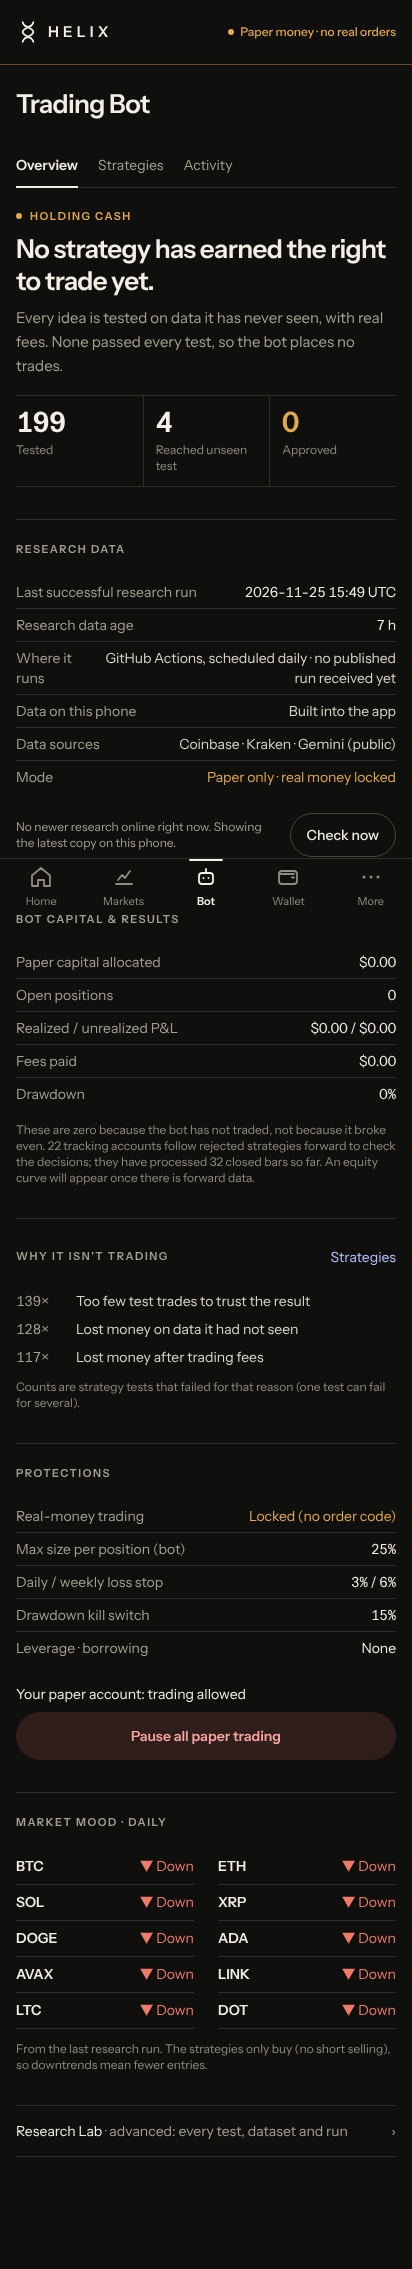 HELIX
Paper money · no real orders
Trading Bot
Overview Strategies Activity
HOLDING CASH
No strategy has earned the right
to trade yet.
Every idea is tested on data it has never seen, with real
fees. None passed every test, so the bot places no
trades.
199 4 0
Tested Reached unseen Approved
test
RESEARCH DATA
Last successful research run 2026-11-25 15:49 UTC
Research data age 7 h
Where it GitHub Actions, scheduled daily · no published
runs run received yet
Data on this phone Built into the app
Data sources Coinbase · Kraken · Gemini (public)
Mode Paper only · real money locked
No newer research online right now. Showing
the latest copy on this phone.
Check now
Home Markets Bot Wallet More
BOT CAPITAL & RESULTS
Paper capital allocated $0.00
Open positions 0
Realized / unrealized P&L $0.00 / $0.00
Fees paid $0.00
Drawdown 0%
These are zero because the bot has not traded, not because it broke
even. 22 tracking accounts follow rejected strategies forward to check
the decisions; they have processed 32 closed bars so far. An equity
curve will appear once there is forward data.
WHY IT ISN'T TRADING Strategies
139× Too few test trades to trust the result
128× Lost money on data it had not seen
117× Lost money after trading fees
Counts are strategy tests that failed for that reason (one test can fail
for several).
PROTECTIONS
Real-money trading Locked (no order code)
Max size per position (bot) 25%
Daily / weekly loss stop 3% / 6%
Drawdown kill switch 15%
Leverage · borrowing None
Your paper account: trading allowed
Pause all paper trading
MARKET MOOD · DAILY
BTC ▼ Down ETH ▼ Down
SOL ▼ Down XRP ▼ Down
DOGE ▼ Down ADA ▼ Down
AVAX ▼ Down LINK ▼ Down
LTC ▼ Down DOT ▼ Down
From the last research run. The strategies only buy (no short selling),
so downtrends mean fewer entries.
Research Lab · advanced: every test, dataset and run ›